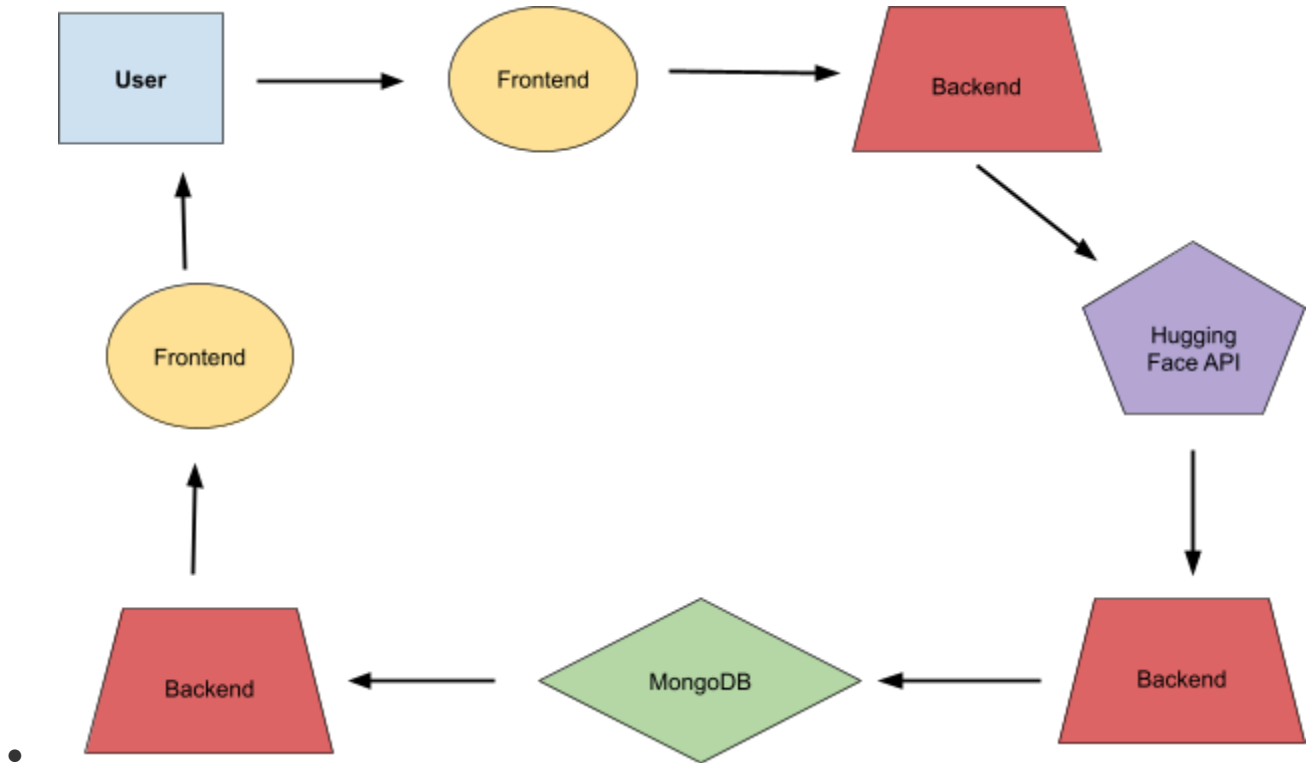 User
Frontend
Backend
Hugging
Face API
Frontend
Backend
MongoDB
Backend